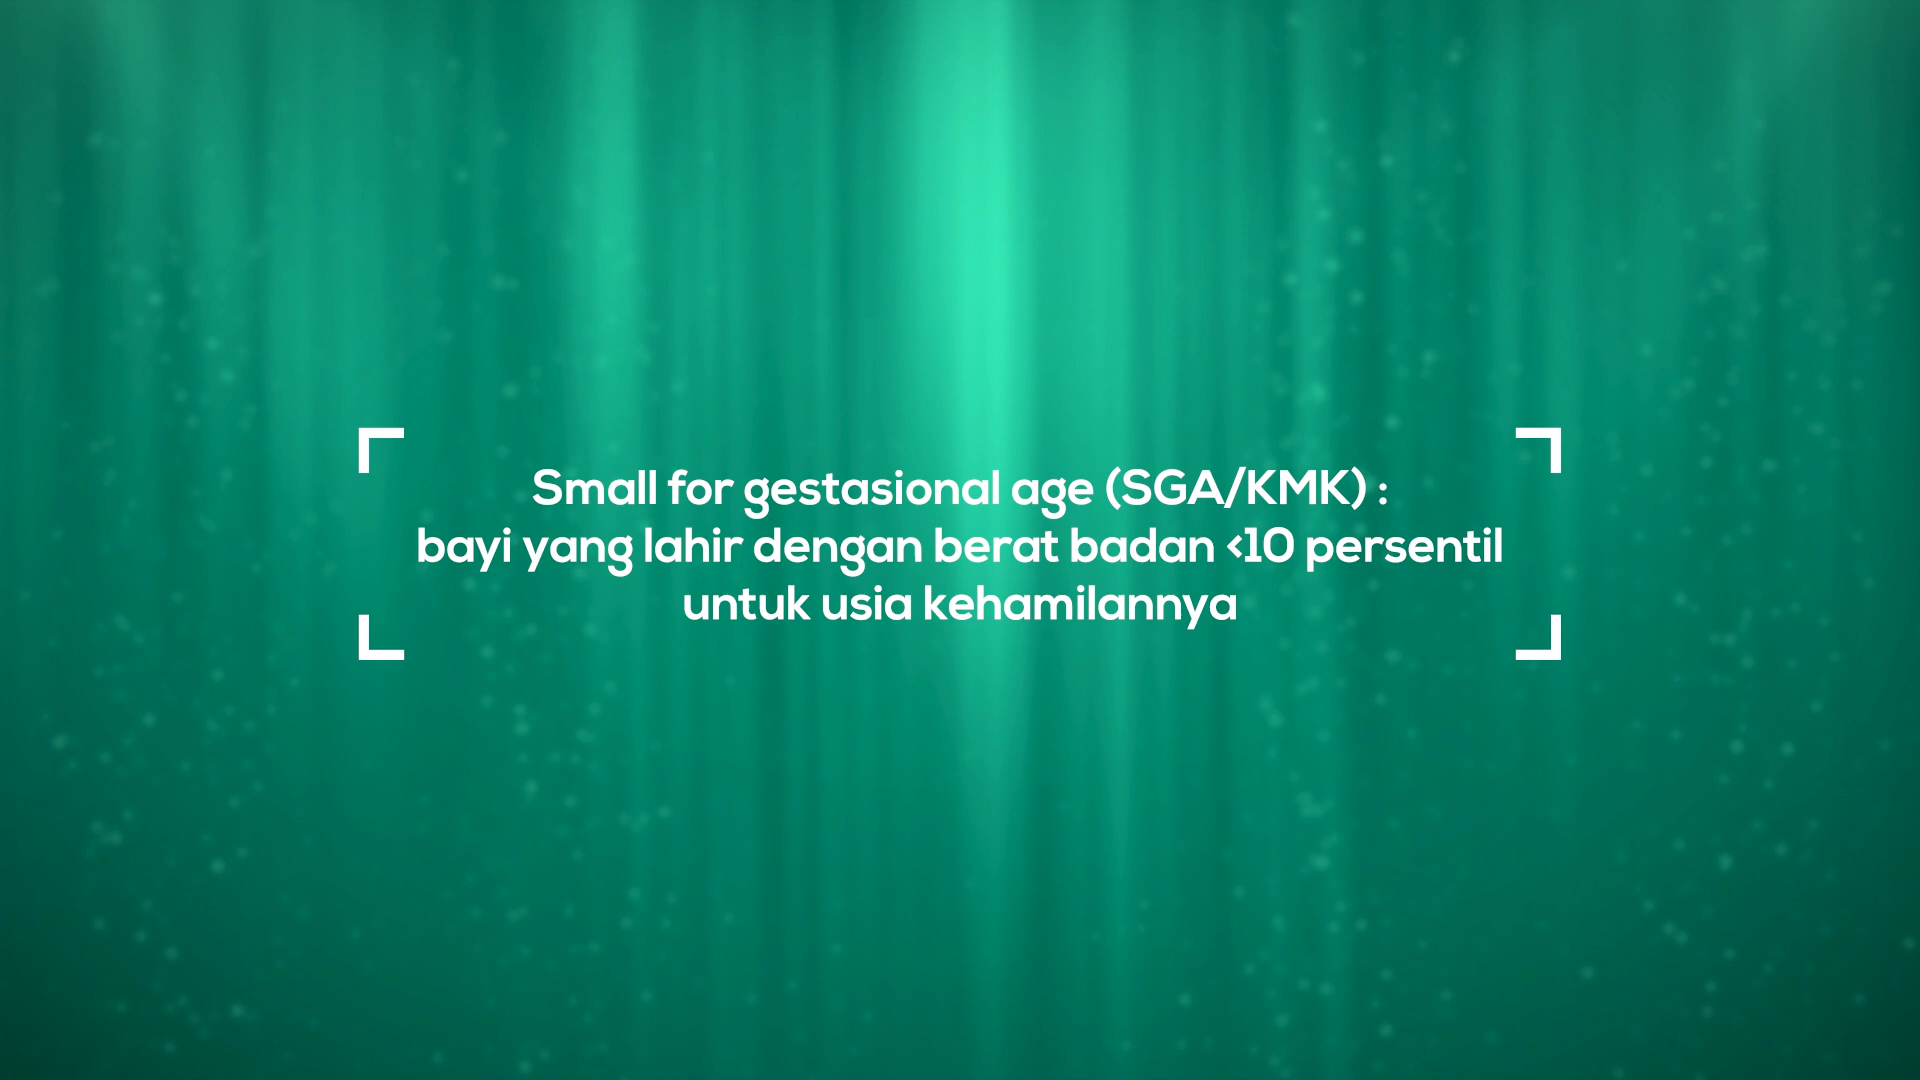 Small for gestasional age (SGA/KMK) :
bayi yang lahir dengan berat badan <10 persentil
untuk usia kehamilannya